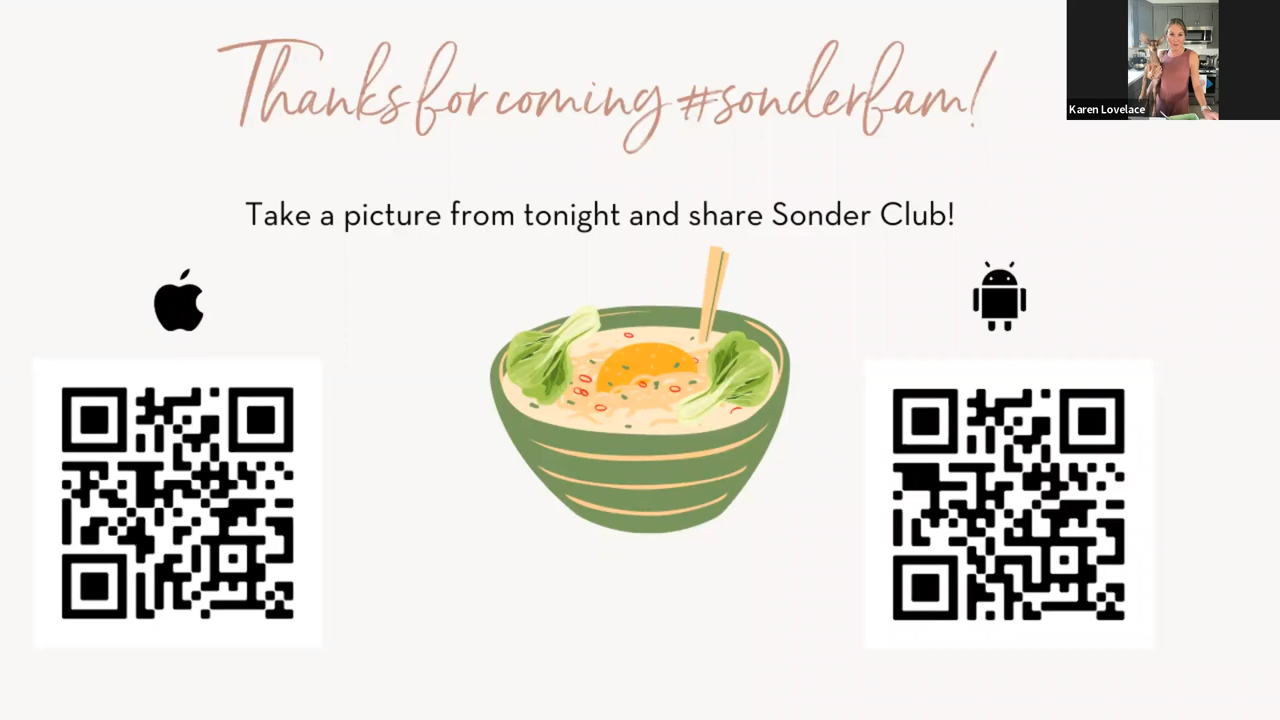 Thanks for coming #sonderfam!
Karen Lovelace
Take a picture from tonight and share Sonder Club!